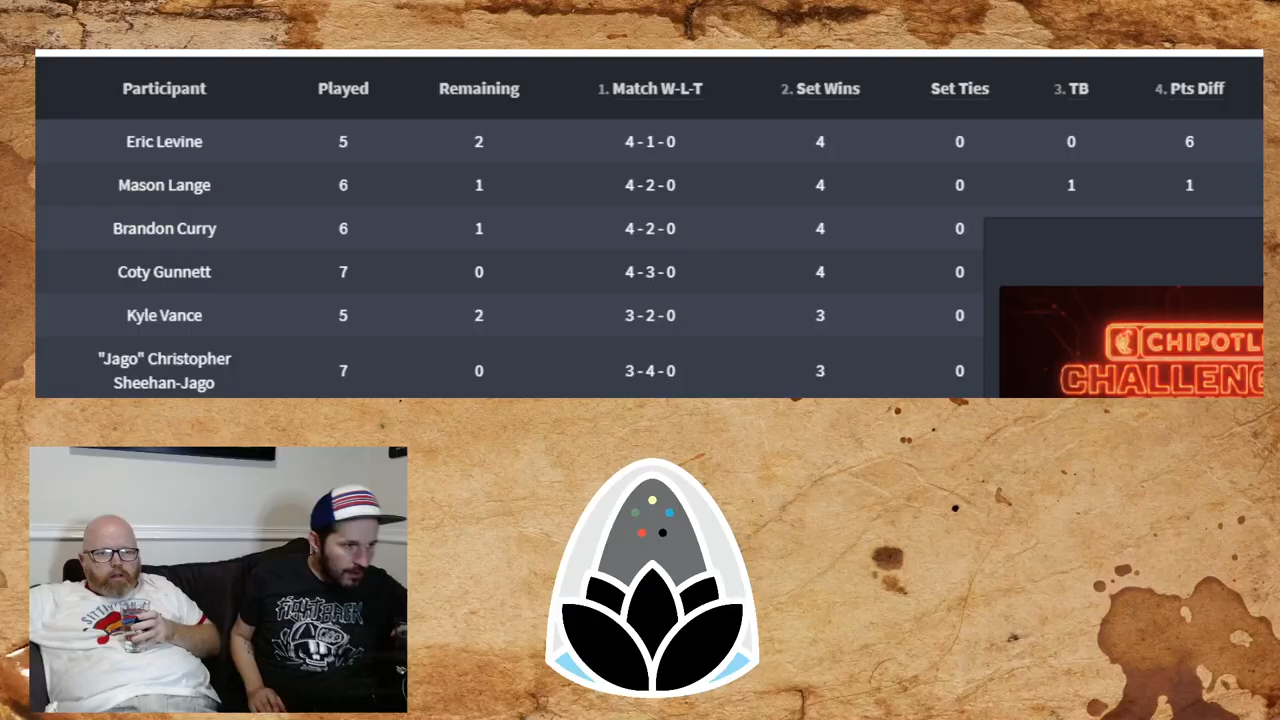 Participant Played Remaining 1. Match W-L-T 2. Set Wins Set Ties 3. TB 4. Pts Diff
Eric Levine 5 2 4 - 1 - 0 4 0 0 6
Mason Lange 6 1 4 - 2 - 0 4 0 1 1
Brandon Curry 6 1 4 - 2 - 0 4 0
Coty Gunnett 7 0 4 - 3 - 0 4 0
Kyle Vance 5 2 3 - 2 - 0 3 0
"Jago" Christopher
Sheehan-Jago 7 0 3 - 4 - 0 3 0
CHIPOTL
CHALLENG
FIGHT BACK